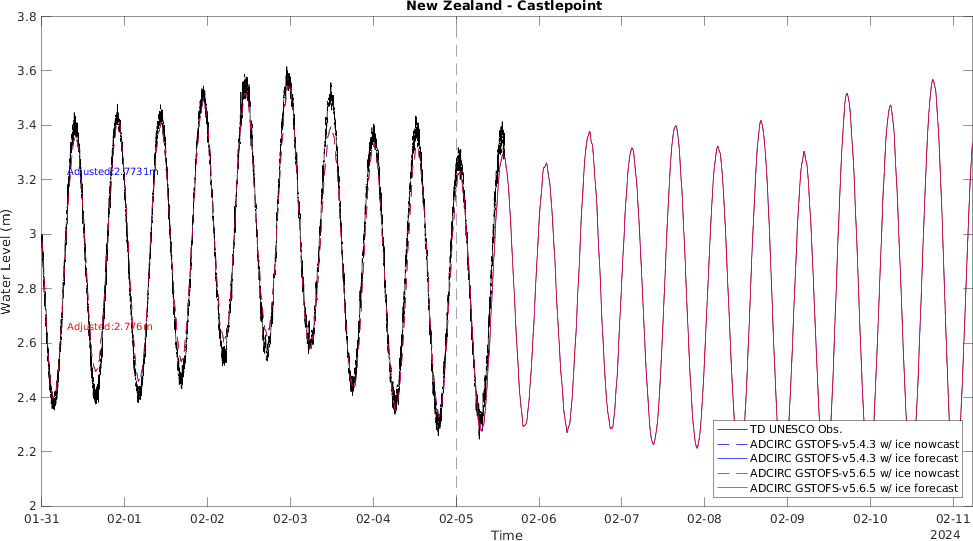 New Zealand - Castlepoint
3.8
3.6
3.4
3.2
3
2.8
2.6
2.4
2.2
2
Water Level (m)
Adjusted:2.7731m
Adjusted:2.776m
TD UNESCO Obs.
ADCIRC GSTOFS-v5.4.3 w/ ice nowcast
ADCIRC GSTOFS-v5.4.3 w/ ice forecast
ADCIRC GSTOFS-v5.6.5 w/ ice nowcast
ADCIRC GSTOFS-v5.6.5 w/ ice forecast
01-31 02-01 02-02 02-03 02-04 02-05 02-06 02-07 02-08 02-09 02-10 02-11
Time
2024